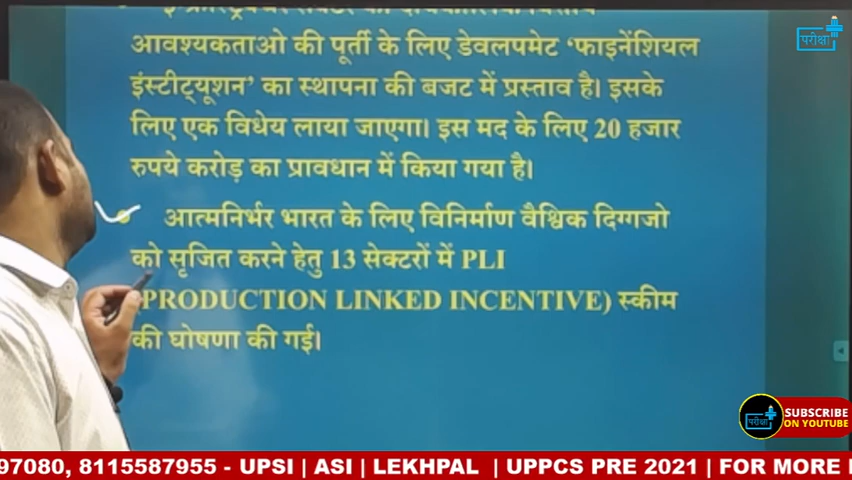 आवश्यकताओ की पूर्ती के लिए डेवलपमेट ‘फाइनेंशियल
इंस्टीट्यूशन’ का स्थापना की बजट में प्रस्ताव है। इसके
लिए एक विधेय लाया जाएगा। इस मद के लिए 20 हजार
रुपये करोड़ का प्रावधान में किया गया है।
आत्मनिर्भर भारत के लिए विनिर्माण वैश्विक दिग्गजो
को सृजित करने हेतु 13 सेक्टरों में PLI
(PRODUCTION LINKED INCENTIVE) स्कीम
की घोषणा की गई।
परीक्षा
परीक्षा
SUBSCRIBE
ON YOUTUBE
97080, 8115587955 - UPSI | ASI | LEKHPAL | UPPCS PRE 2021 | FOR MORE